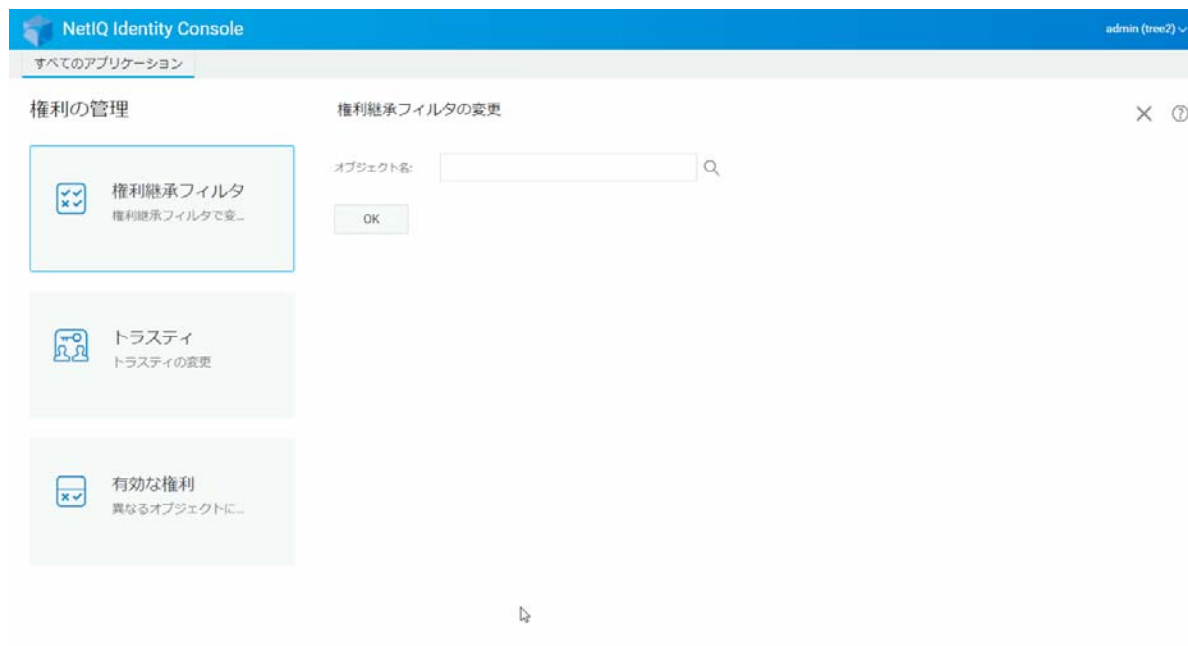 NetIQ Identity Console
admin (tree2)
すべてのアプリケーション
権利の管理
権利継承フィルタの変更
権利継承フィルタ
権利継承フィルタで変...
オブジェクト名:
OK
トラスティ
トラスティの変更
有効な権利
異なるオブジェクトに...